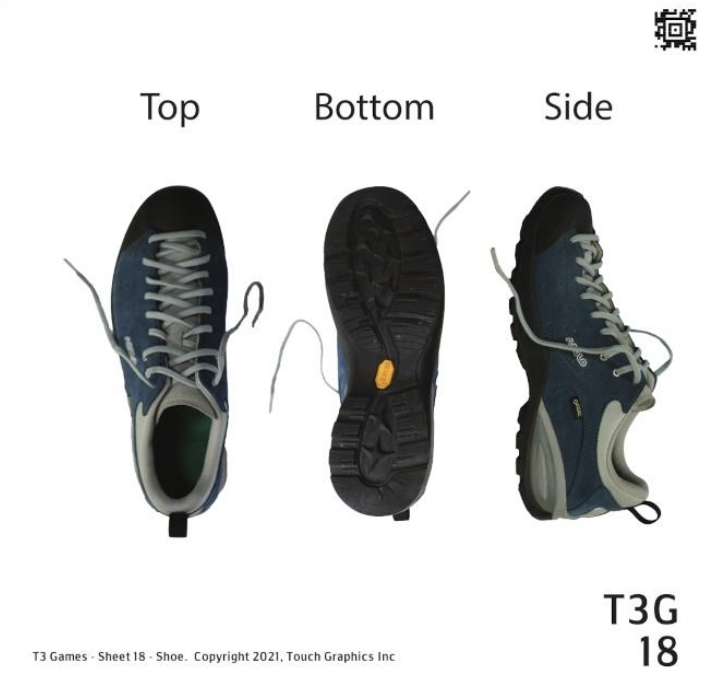 Top
Bottom
Side
T3G
18
T3 Games - Sheet 18 - Shoe. Copyright 2021, Touch Graphics Inc